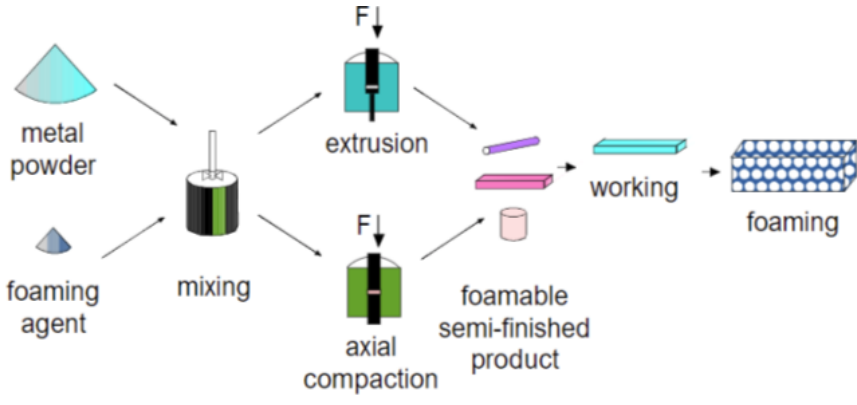 F
extrusion
metal
powder
mixing
foaming
agent
F
axial
compaction
foamable
semi-finished
product
working
foaming